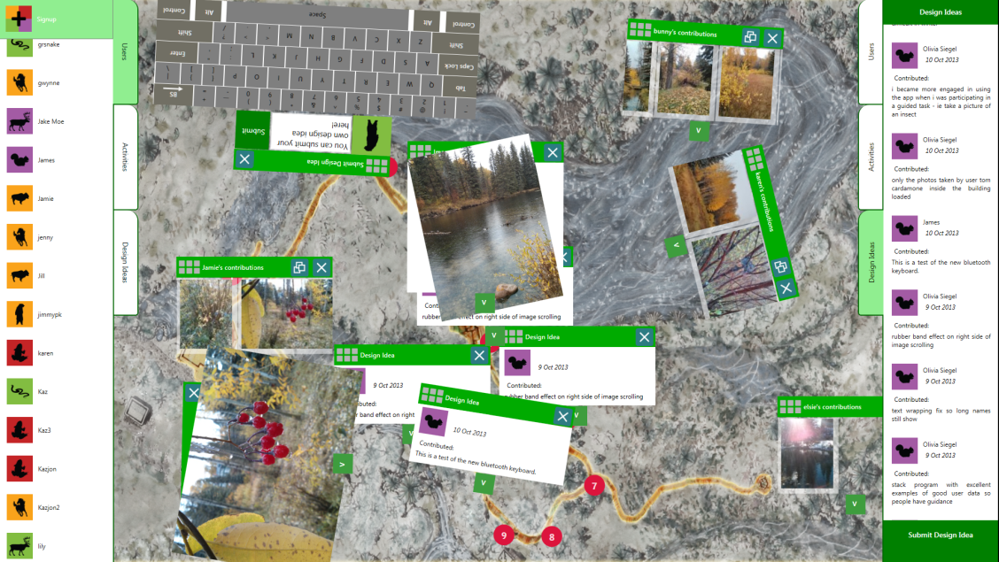 Signup
grsnake
gwynne
Jake Moe
James
Jamie
jenny
Jill
jimmypk
karen
Kaz
Kaz3
Kazjon
Kazjon2
lily
Users
Activities
Design Ideas
Control
Alt
Space
Alt
Control
Shift
Z
X
C
V
B
N
M
Shift
Enter
A
S
D
F
G
H
J
K
L
Caps Lock
Q
W
E
R
T
Y
U
I
O
P
Tab
BS
Submit
You can submit your
own design idea
here!
Submit Design Idea
bunny's contributions
V
karen's contributions
V
Jamie's contributions
V
Cont
rubber band effect on right side of image scrolling
V
Design Idea
9 Oct 2013
Contributed:
rubber band effect on right side of image scrolling
Design Idea
9 Oct 2013
buted:
r band effect on right
V
Design Idea
10 Oct 2013
Contributed:
This is a test of the new bluetooth keyboard.
V
V
V
elsie's contributions
V
7
8
9
Users
Activities
Design Ideas
Design Ideas
Olivia Siegel
10 Oct 2013
Contributed:
i became more engaged in using
the app when i was participating in
a guided task - ie take a picture of
an insect
Olivia Siegel
10 Oct 2013
Contributed:
only the photos taken by user tom
cardamone inside the building
loaded
James
10 Oct 2013
Contributed:
This is a test of the new bluetooth
keyboard.
Olivia Siegel
9 Oct 2013
Contributed:
rubber band effect on right side of
image scrolling
Olivia Siegel
9 Oct 2013
Contributed:
text wrapping fix so long names
still show
Olivia Siegel
9 Oct 2013
Contributed:
stack program with excellent
examples of good user data so
people have guidance
Submit Design Idea